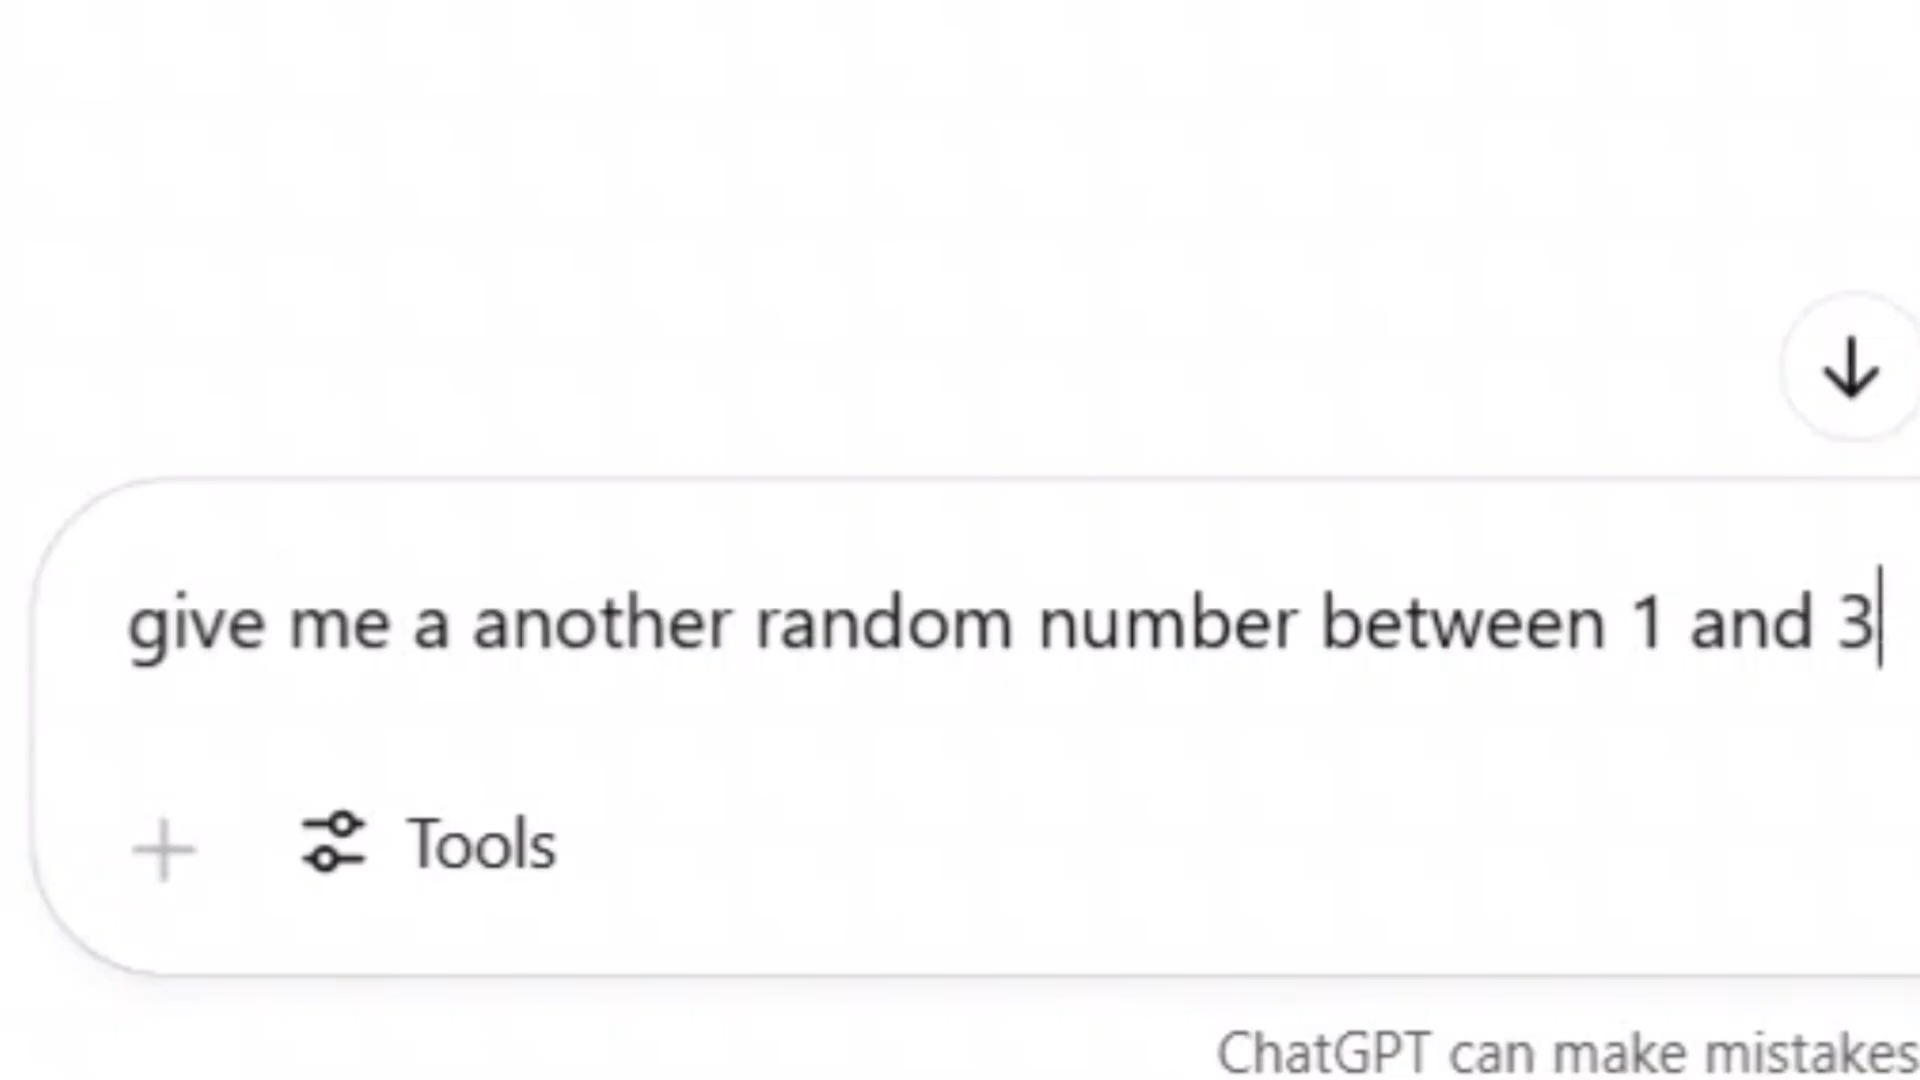 give me a another random number between 1 and 3
Tools
ChatGPT can make mistakes